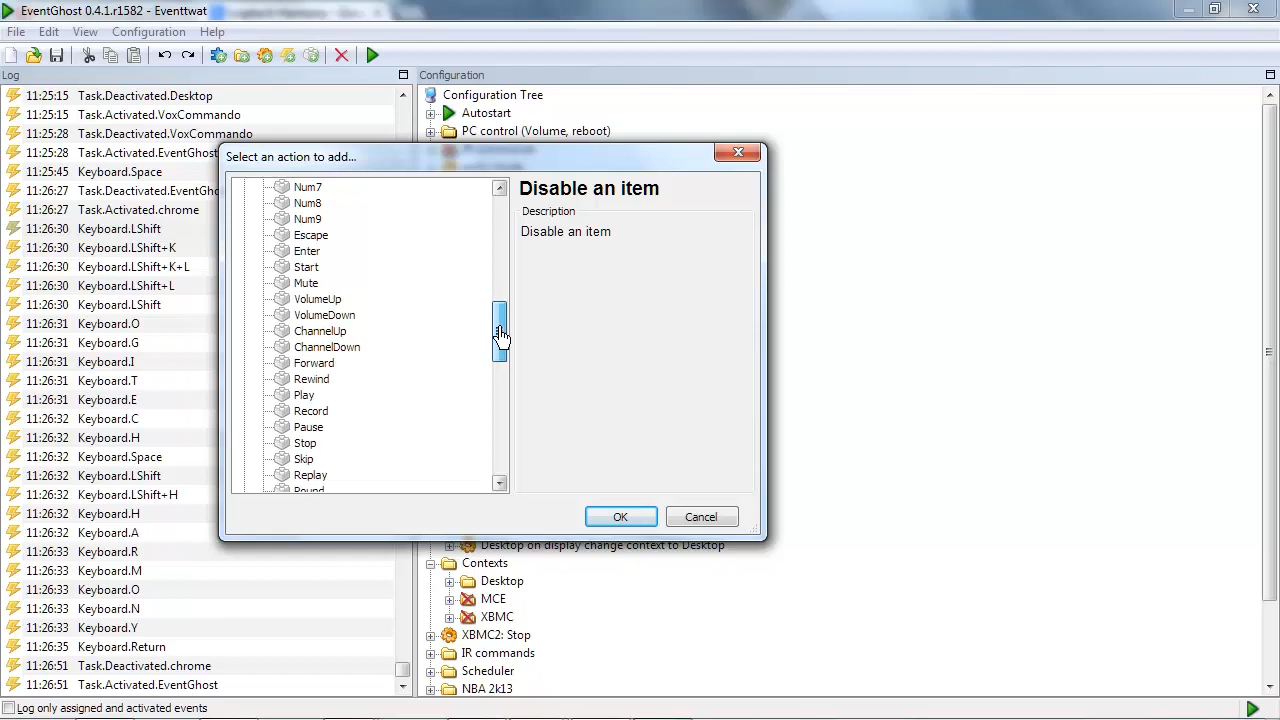 EventGhost 0.4.1.r1582 - Eventtwat
File Edit View Configuration Help
Log
11:25:15 Task.Deactivated.Desktop
11:25:15 Task.Activated.VoxCommando
11:25:28 Task.Deactivated.VoxCommando
11:25:28 Task.Activated.EventGhost
11:25:45 Keyboard.Space
11:26:27 Task.Deactivated.EventGh
11:26:27 Task.Activated.chrome
11:26:30 Keyboard.LShift
11:26:30 Keyboard.LShift+K
11:26:30 Keyboard.LShift+K+L
11:26:30 Keyboard.LShift+L
11:26:30 Keyboard.LShift
11:26:31 Keyboard.O
11:26:31 Keyboard.G
11:26:31 Keyboard.I
11:26:31 Keyboard.T
11:26:31 Keyboard.E
11:26:32 Keyboard.C
11:26:32 Keyboard.H
11:26:32 Keyboard.Space
11:26:32 Keyboard.LShift
11:26:32 Keyboard.LShift+H
11:26:33 Keyboard.H
11:26:33 Keyboard.A
11:26:33 Keyboard.R
11:26:33 Keyboard.M
11:26:33 Keyboard.O
11:26:33 Keyboard.N
11:26:33 Keyboard.Y
11:26:35 Keyboard.Return
11:26:51 Task.Deactivated.chrome
11:26:51 Task.Activated.EventGhost
Log only assigned and activated events
Configuration
Configuration Tree
Autostart
PC control (Volume, reboot)
Select an action to add...
Num7
Num8
Num9
Escape
Enter
Start
Mute
VolumeUp
VolumeDown
ChannelUp
ChannelDown
Forward
Rewind
Play
Record
Pause
Stop
Skip
Replay
Pound
Disable an item
Description
Disable an item
OK Cancel
Desktop on display change context to Desktop
Contexts
Desktop
MCE
XBMC
XBMC2: Stop
IR commands
Scheduler
NBA 2k13